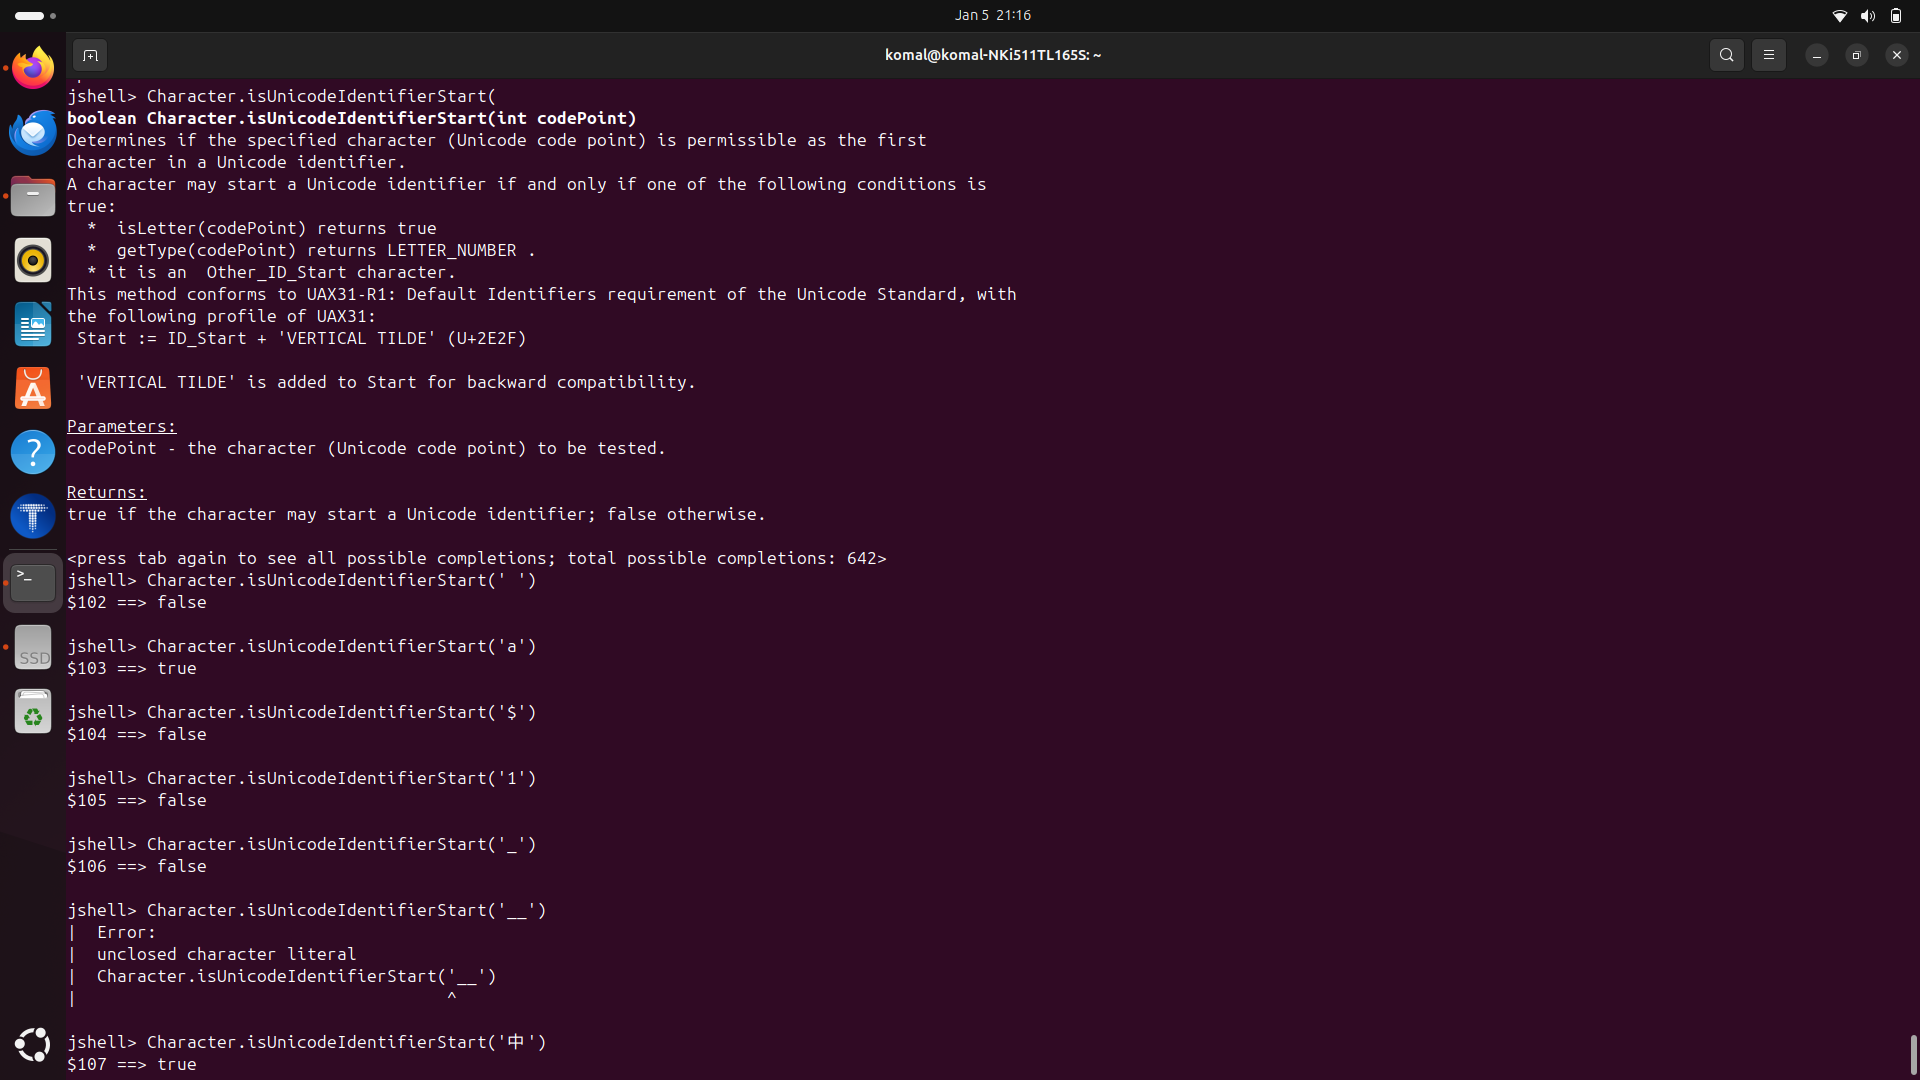 Jan 5 21:16
komal@komal-NKi511TL165S: ~
jshell> Character.isUnicodeIdentifierStart(
boolean Character.isUnicodeIdentifierStart(int codePoint)
Determines if the specified character (Unicode code point) is permissible as the first
character in a Unicode identifier.
A character may start a Unicode identifier if and only if one of the following conditions is
true:
  *  isLetter(codePoint) returns true
  *  getType(codePoint) returns LETTER_NUMBER .
  * it is an  Other_ID_Start character.
This method conforms to UAX31-R1: Default Identifiers requirement of the Unicode Standard, with
the following profile of UAX31:
 Start := ID_Start + 'VERTICAL TILDE' (U+2E2F)
 'VERTICAL TILDE' is added to Start for backward compatibility.
Parameters:
codePoint - the character (Unicode code point) to be tested.
Returns:
true if the character may start a Unicode identifier; false otherwise.
<press tab again to see all possible completions; total possible completions: 642>
jshell> Character.isUnicodeIdentifierStart(' ')
$102 ==> false
jshell> Character.isUnicodeIdentifierStart('a')
$103 ==> true
jshell> Character.isUnicodeIdentifierStart('$')
$104 ==> false
jshell> Character.isUnicodeIdentifierStart('1')
$105 ==> false
jshell> Character.isUnicodeIdentifierStart('_')
$106 ==> false
jshell> Character.isUnicodeIdentifierStart('__')
|  Error:
|  unclosed character literal
|  Character.isUnicodeIdentifierStart('__')
|                                     ^
jshell> Character.isUnicodeIdentifierStart('中')
$107 ==> true
SSD